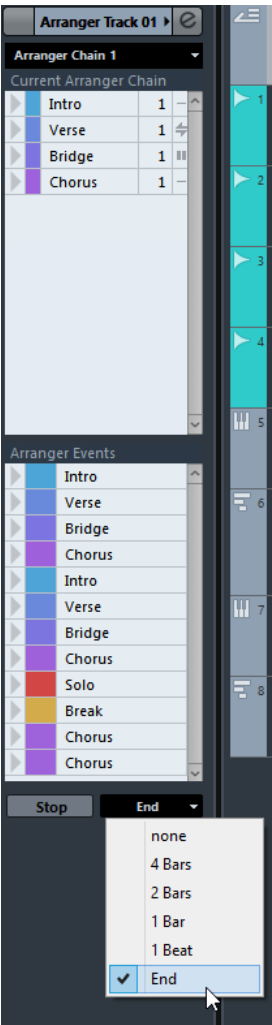 Arranger Track 01
Arranger Chain 1
Current Arranger Chain
Intro 1
Verse 1
Bridge 1
Chorus 1
Arranger Events
Intro
Verse
Bridge
Chorus
Intro
Verse
Bridge
Chorus
Solo
Break
Chorus
Chorus
Stop End
none
4 Bars
2 Bars
1 Bar
1 Beat
End
1
2
3
4
5
6
7
8